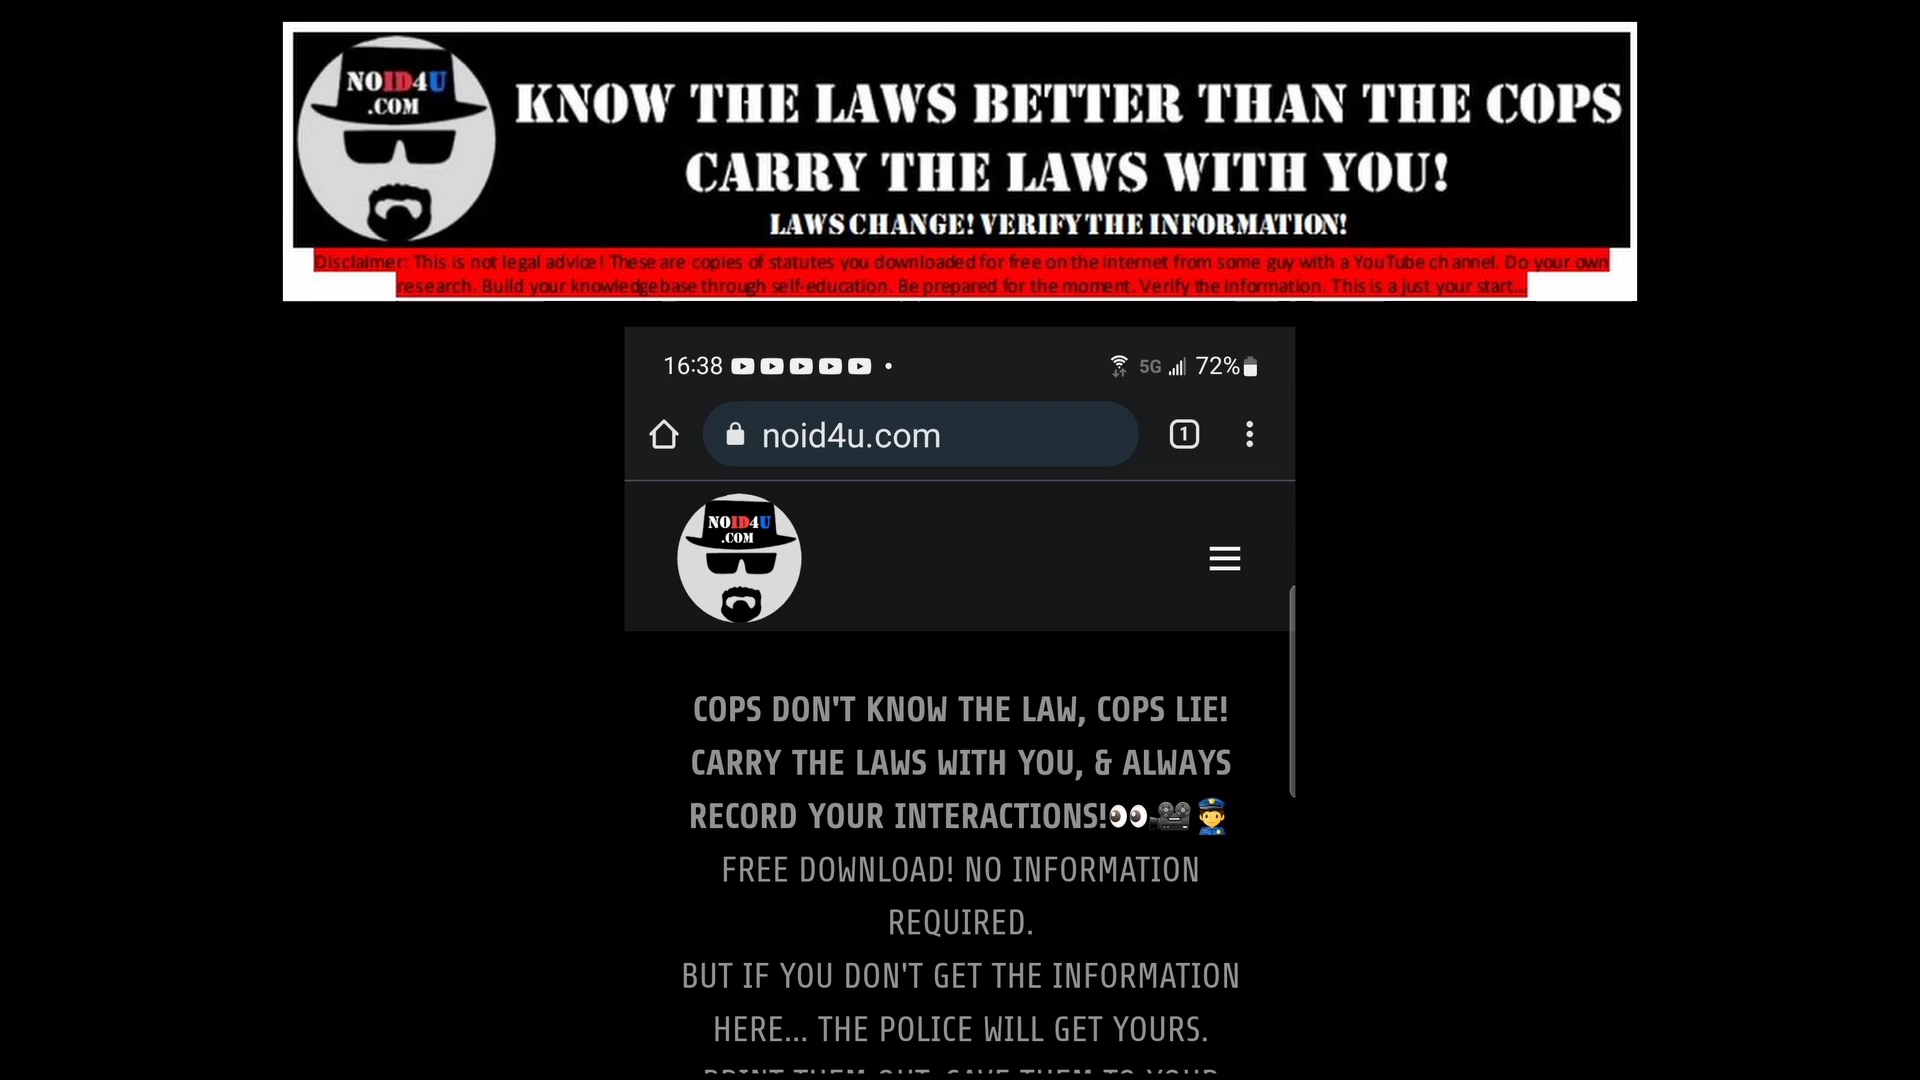 NOID4U
.COM
KNOW THE LAWS BETTER THAN THE COPS
CARRY THE LAWS WITH YOU!
LAWS CHANGE! VERIFY THE INFORMATION!
Disclaimer: This is not legal advice! These are copies of statutes you downloaded for free on the internet from some guy with a YouTube channel. Do your own
research. Build your knowledge base through self-education. Be prepared for the moment. Verify the information. This is a just your start...
16:38
5G
72%
noid4u.com
1
NOID4U
.COM
COPS DON'T KNOW THE LAW, COPS LIE!
CARRY THE LAWS WITH YOU, & ALWAYS
RECORD YOUR INTERACTIONS!👀🎥👮
FREE DOWNLOAD! NO INFORMATION
REQUIRED.
BUT IF YOU DON'T GET THE INFORMATION
HERE... THE POLICE WILL GET YOURS.